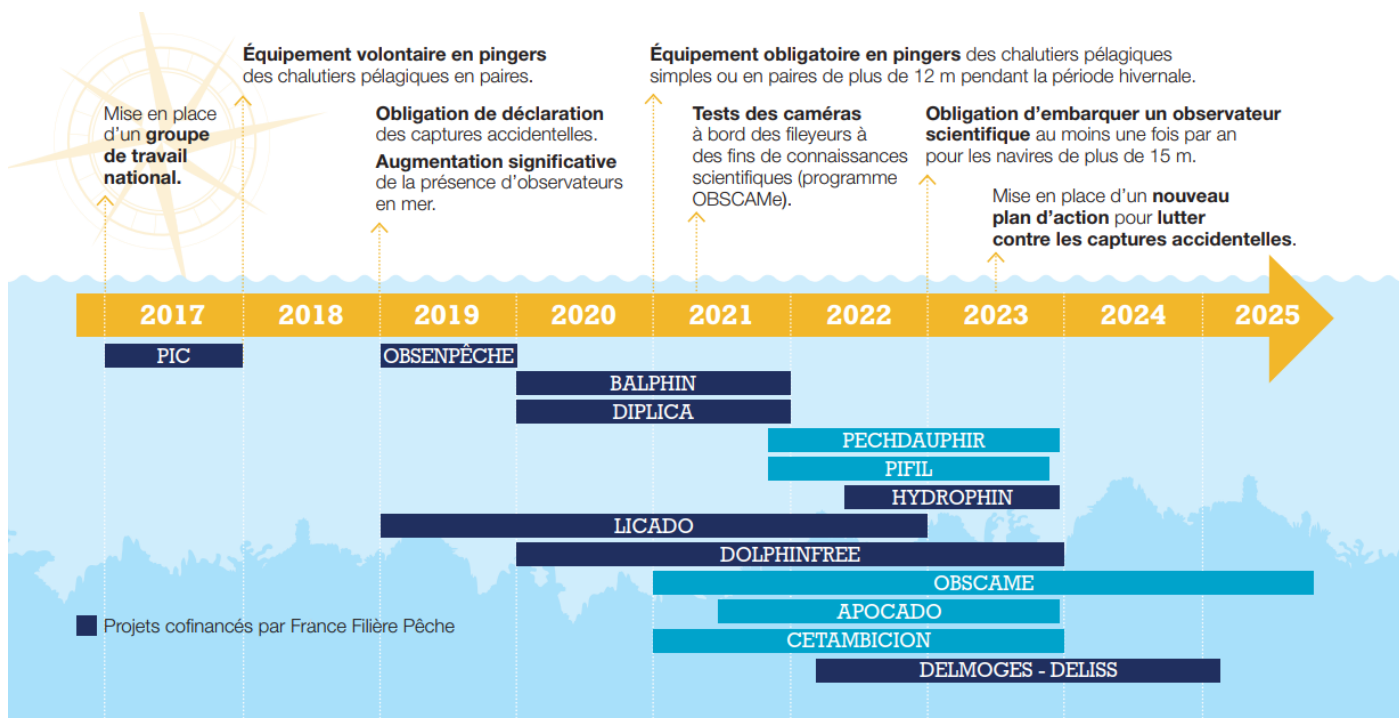 Équipement volontaire en pingers
des chalutiers pélagiques en paires.
Équipement obligatoire en pingers des chalutiers pélagiques
simples ou en paires de plus de 12 m pendant la période hivernale.
Mise en place
d'un groupe
de travail
national.
Obligation de déclaration
des captures accidentelles.
Augmentation significative
de la présence d'observateurs
en mer.
Tests des caméras
à bord des fileyeurs à
des fins de connaissances
scientifiques (programme
OBSCAMe).
Obligation d'embarquer un observateur
scientifique au moins une fois par an
pour les navires de plus de 15 m.
Mise en place d'un nouveau
plan d'action pour lutter
contre les captures accidentelles.
2017 2018 2019 2020 2021 2022 2023 2024 2025
PIC OBSENPÊCHE
BALPHIN
DIPLICA
PECHDAUPHIR
PIFIL
HYDROPHIN
LICADO
DOLPHINFREE
OBSCAME
APOCADO
CETAMBICION
DELMOGES - DELISS
Projets cofinancés par France Filière Pêche